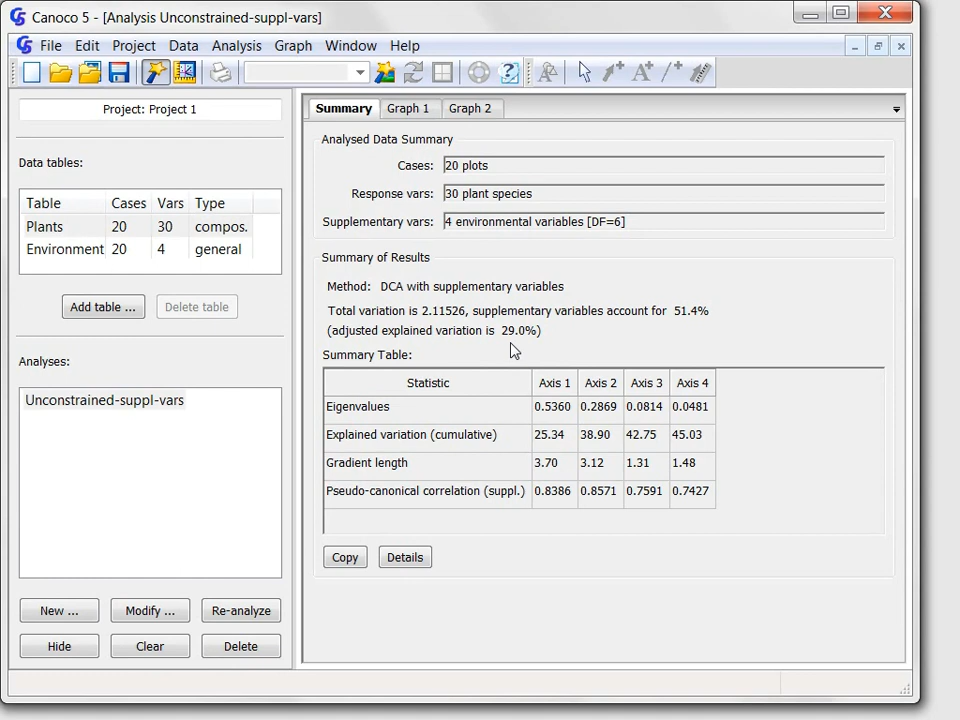 Canoco 5 - [Analysis Unconstrained-suppl-vars]
File Edit Project Data Analysis Graph Window Help
Project: Project 1
Data tables:
Table Cases Vars Type
Plants 20 30 compos.
Environment 20 4 general
Add table ... Delete table
Analyses:
Unconstrained-suppl-vars
New ... Modify ... Re-analyze
Hide Clear Delete
Summary Graph 1 Graph 2
Analysed Data Summary
Cases: 20 plots
Response vars: 30 plant species
Supplementary vars: 4 environmental variables [DF=6]
Summary of Results
Method: DCA with supplementary variables
Total variation is 2.11526, supplementary variables account for 51.4%
(adjusted explained variation is 29.0%)
Summary Table:
Statistic Axis 1 Axis 2 Axis 3 Axis 4
Eigenvalues 0.5360 0.2869 0.0814 0.0481
Explained variation (cumulative) 25.34 38.90 42.75 45.03
Gradient length 3.70 3.12 1.31 1.48
Pseudo-canonical correlation (suppl.) 0.8386 0.8571 0.7591 0.7427
Copy Details